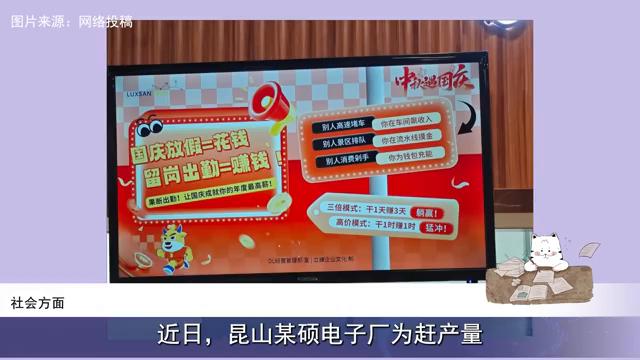 图片来源：网络投稿
LUXSAN
中秋遇国庆
国庆放假=花钱
留岗出勤=赚钱！
果断出勤！让国庆成就你的年度最高薪！
别人高速堵车 你在车间飙收入
别人景区排队 你在流水线摸金
别人消费剁手 你为钱包充能
三倍模式：干1天赚3天 躺赢！
高价模式：干1时赚1时 猛冲！
社会方面
近日，昆山某硕电子厂为赶产量